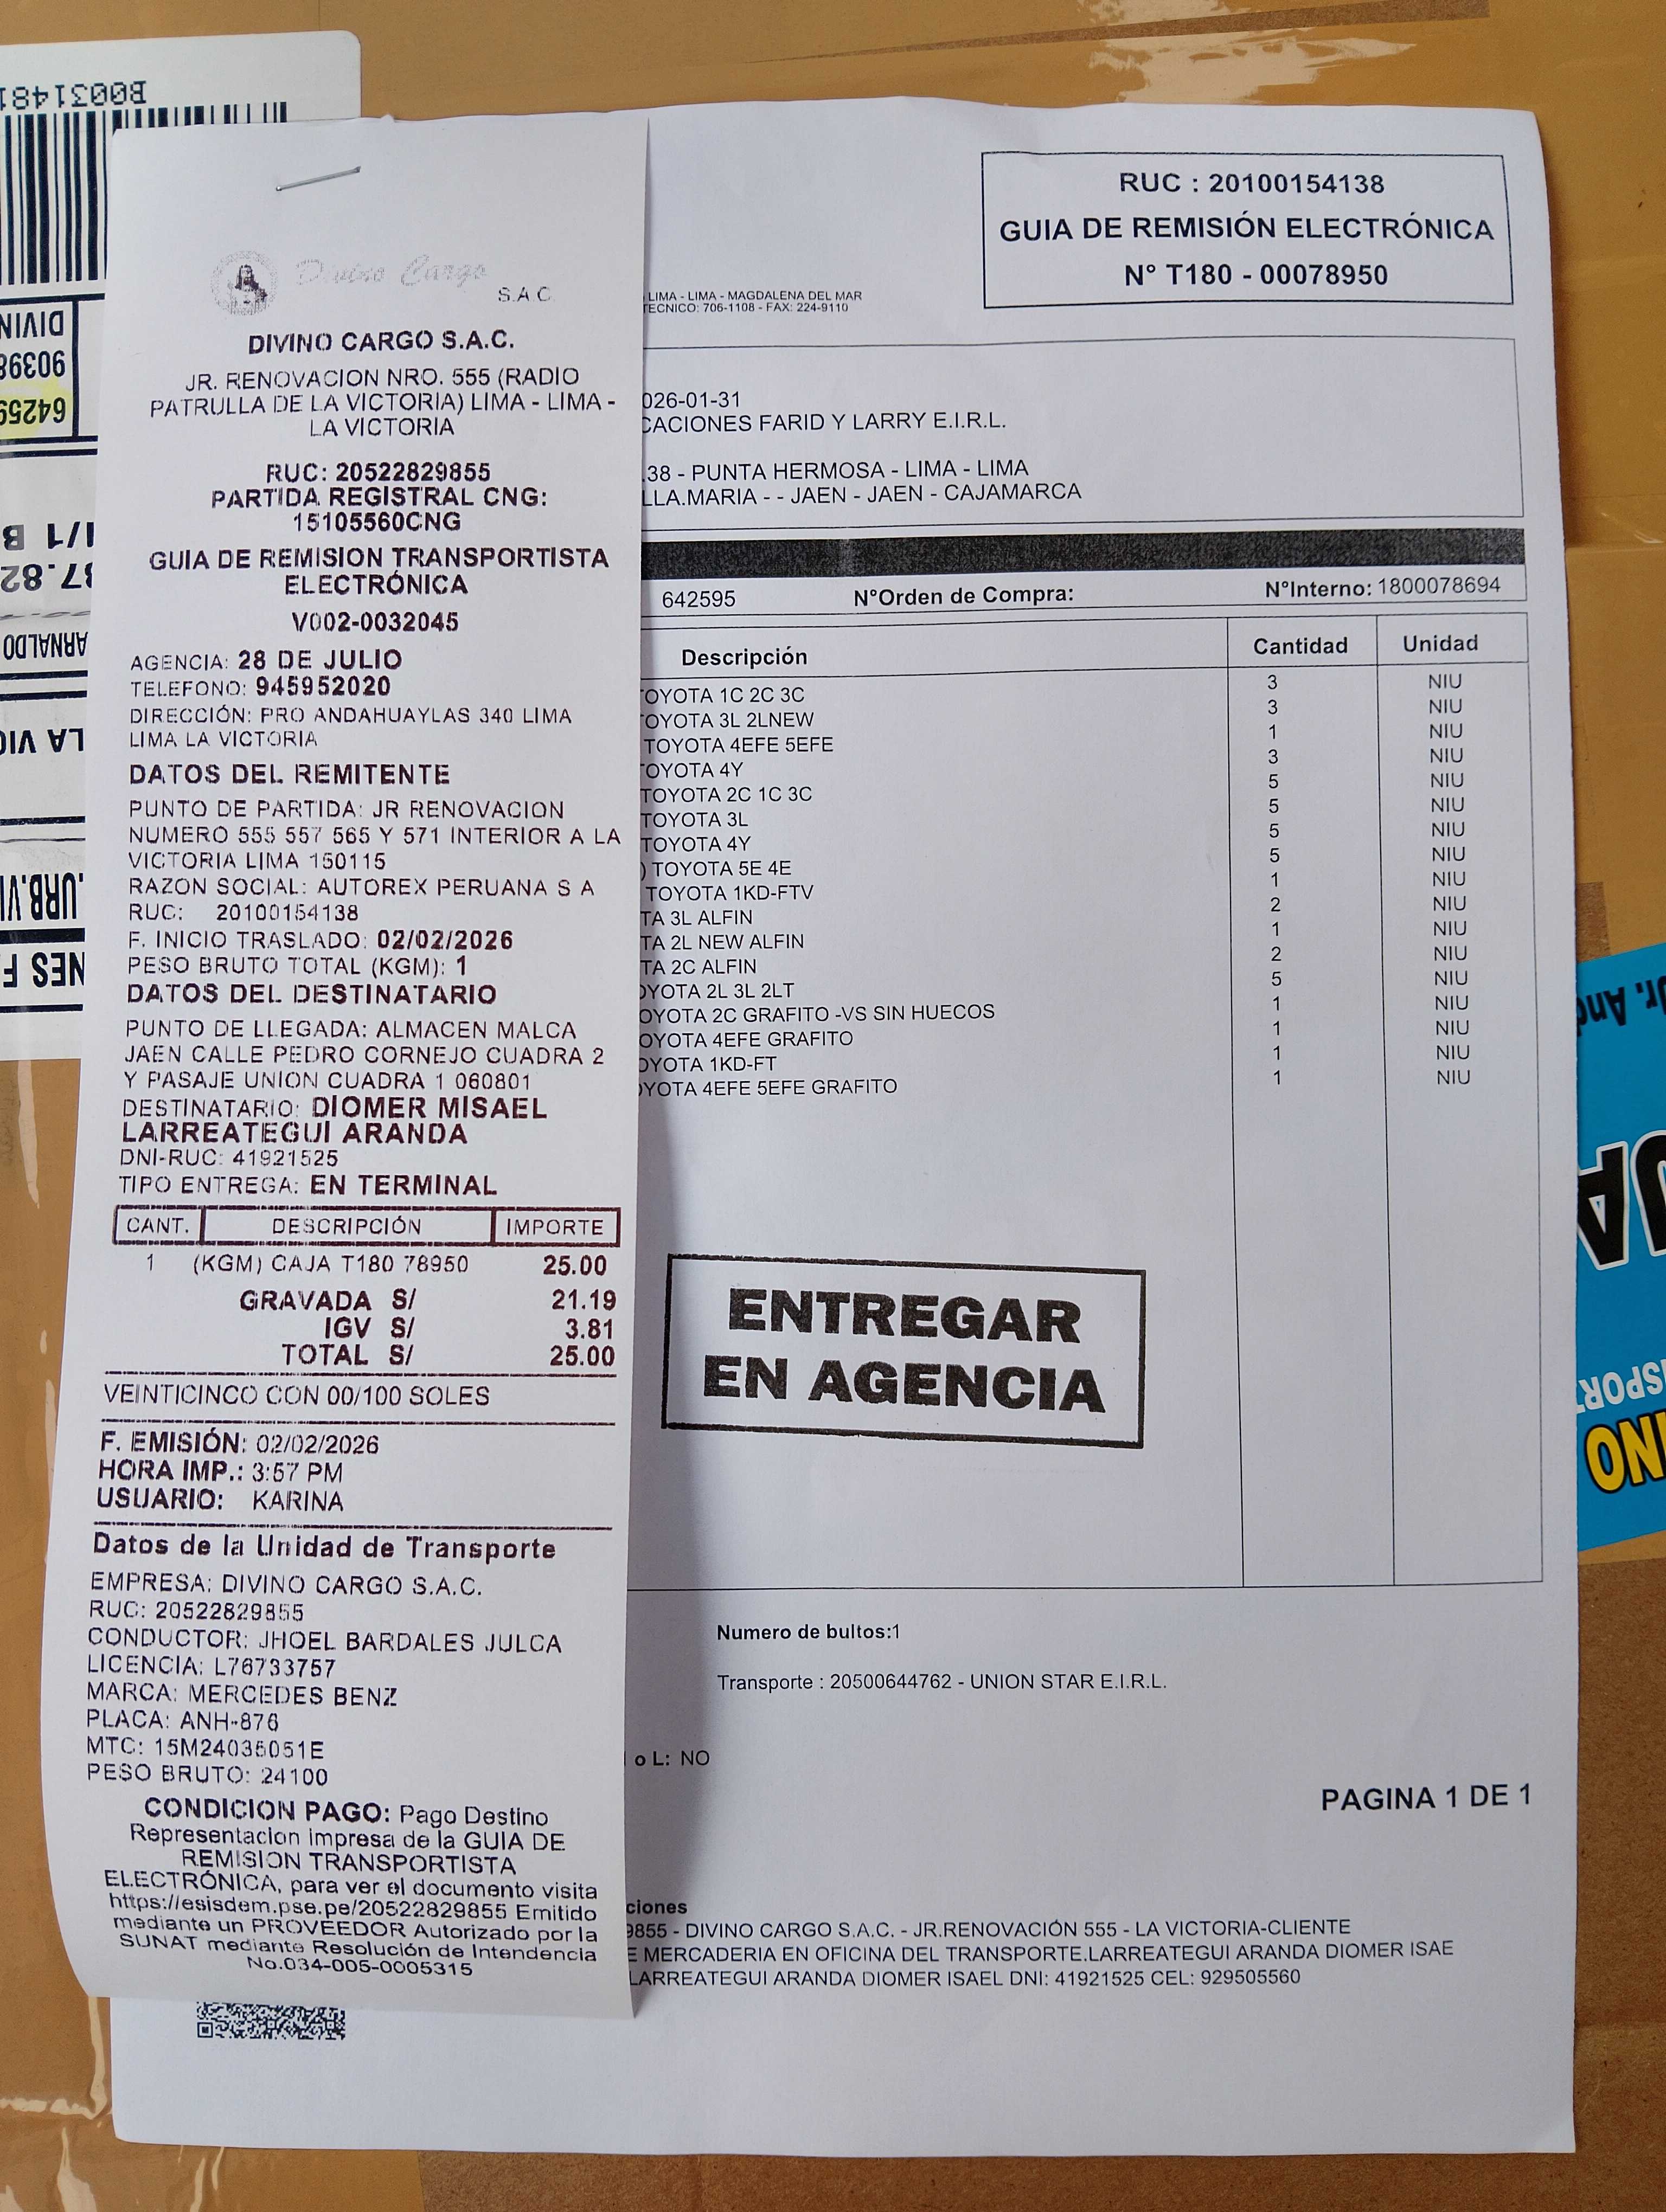 B0031481
DIVIN
90398
64259
1/1 B
37.82
ARNALDO
LA VIC
.URB.VI
NES F
Divino Cargo
S.A.C.
DIVINO CARGO S.A.C.
JR. RENOVACION NRO. 555 (RADIO
PATRULLA DE LA VICTORIA) LIMA - LIMA -
LA VICTORIA
RUC: 20522829855
PARTIDA REGISTRAL CNG:
15105560CNG
GUIA DE REMISION TRANSPORTISTA
ELECTRÓNICA
V002-0032045
AGENCIA: 28 DE JULIO
TELEFONO: 945952020
DIRECCIÓN: PRO ANDAHUAYLAS 340 LIMA
LIMA LA VICTORIA
DATOS DEL REMITENTE
PUNTO DE PARTIDA: JR RENOVACION
NUMERO 555 557 565 Y 571 INTERIOR A LA
VICTORIA LIMA 150115
RAZON SOCIAL: AUTOREX PERUANA S A
RUC: 20100154138
F. INICIO TRASLADO: 02/02/2026
PESO BRUTO TOTAL (KGM): 1
DATOS DEL DESTINATARIO
PUNTO DE LLEGADA: ALMACEN MALCA
JAEN CALLE PEDRO CORNEJO CUADRA 2
Y PASAJE UNION CUADRA 1 060801
DESTINATARIO: DIOMER MISAEL
LARREATEGUI ARANDA
DNI-RUC: 41921525
TIPO ENTREGA: EN TERMINAL
CANT. DESCRIPCIÓN IMPORTE
1 (KGM) CAJA T180 78950 25.00
GRAVADA S/ 21.19
IGV S/ 3.81
TOTAL S/ 25.00
VEINTICINCO CON 00/100 SOLES
F. EMISIÓN: 02/02/2026
HORA IMP.: 3:57 PM
USUARIO: KARINA
Datos de la Unidad de Transporte
EMPRESA: DIVINO CARGO S.A.C.
RUC: 20522829855
CONDUCTOR: JHOEL BARDALES JULCA
LICENCIA: L76733757
MARCA: MERCEDES BENZ
PLACA: ANH-876
MTC: 15M24035051E
PESO BRUTO: 24100
CONDICION PAGO: Pago Destino
Representacion impresa de la GUIA DE
REMISION TRANSPORTISTA
ELECTRÓNICA, para ver el documento visita
https://esisdem.pse.pe/20522829855 Emitido
mediante un PROVEEDOR Autorizado por la
SUNAT mediante Resolución de Intendencia
No.034-005-0005315
RUC : 20100154138
GUIA DE REMISIÓN ELECTRÓNICA
N° T180 - 00078950
LIMA - LIMA - MAGDALENA DEL MAR
TECNICO: 706-1108 - FAX: 224-9110
026-01-31
CACIONES FARID Y LARRY E.I.R.L.
.38 - PUNTA HERMOSA - LIMA - LIMA
LLA.MARIA - - JAEN - JAEN - CAJAMARCA
642595 N°Orden de Compra: N°Interno: 1800078694
Descripción Cantidad Unidad
OYOTA 1C 2C 3C 3 NIU
OYOTA 3L 2LNEW 3 NIU
TOYOTA 4EFE 5EFE 1 NIU
OYOTA 4Y 3 NIU
TOYOTA 2C 1C 3C 5 NIU
TOYOTA 3L 5 NIU
TOYOTA 4Y 5 NIU
) TOYOTA 5E 4E 5 NIU
TOYOTA 1KD-FTV 1 NIU
TA 3L ALFIN 2 NIU
TA 2L NEW ALFIN 1 NIU
TA 2C ALFIN 2 NIU
OYOTA 2L 3L 2LT 5 NIU
OYOTA 2C GRAFITO -VS SIN HUECOS 1 NIU
OYOTA 4EFE GRAFITO 1 NIU
OYOTA 1KD-FT 1 NIU
OYOTA 4EFE 5EFE GRAFITO 1 NIU
ENTREGAR
EN AGENCIA
Numero de bultos:1
Transporte : 20500644762 - UNION STAR E.I.R.L.
o L: NO
PAGINA 1 DE 1
ciones
9855 - DIVINO CARGO S.A.C. - JR.RENOVACIÓN 555 - LA VICTORIA-CLIENTE
E MERCADERIA EN OFICINA DEL TRANSPORTE.LARREATEGUI ARANDA DIOMER ISAE
LARREATEGUI ARANDA DIOMER ISAEL DNI: 41921525 CEL: 929505560
Jr. And
UA
SPORT
INO